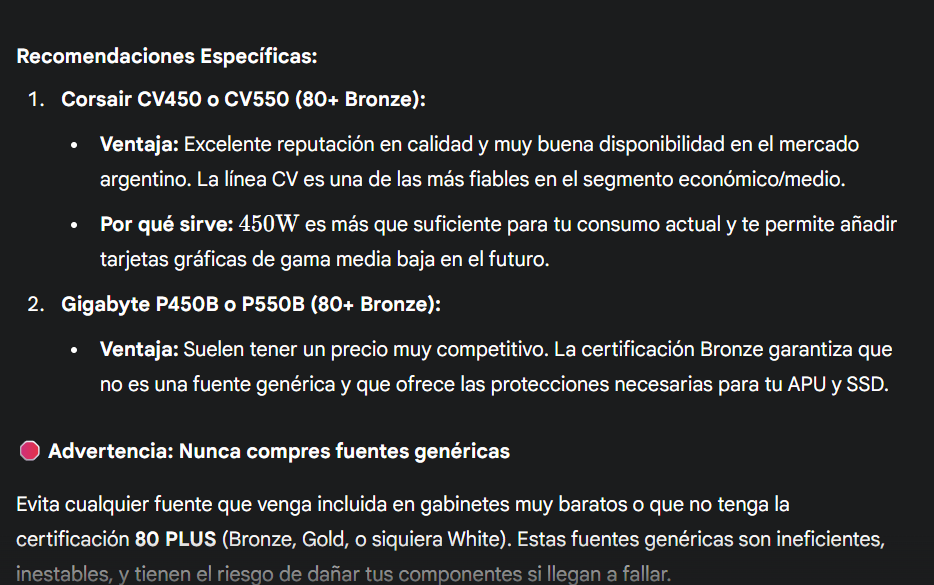 Recomendaciones Específicas:
1. Corsair CV450 o CV550 (80+ Bronze):
• Ventaja: Excelente reputación en calidad y muy buena disponibilidad en el mercado
argentino. La línea CV es una de las más fiables en el segmento económico/medio.
• Por qué sirve: 450W es más que suficiente para tu consumo actual y te permite añadir
tarjetas gráficas de gama media baja en el futuro.
2. Gigabyte P450B o P550B (80+ Bronze):
• Ventaja: Suelen tener un precio muy competitivo. La certificación Bronze garantiza que
no es una fuente genérica y que ofrece las protecciones necesarias para tu APU y SSD.
Advertencia: Nunca compres fuentes genéricas
Evita cualquier fuente que venga incluida en gabinetes muy baratos o que no tenga la
certificación 80 PLUS (Bronze, Gold, o siquiera White). Estas fuentes genéricas son ineficientes,
inestables, y tienen el riesgo de dañar tus componentes si llegan a fallar.